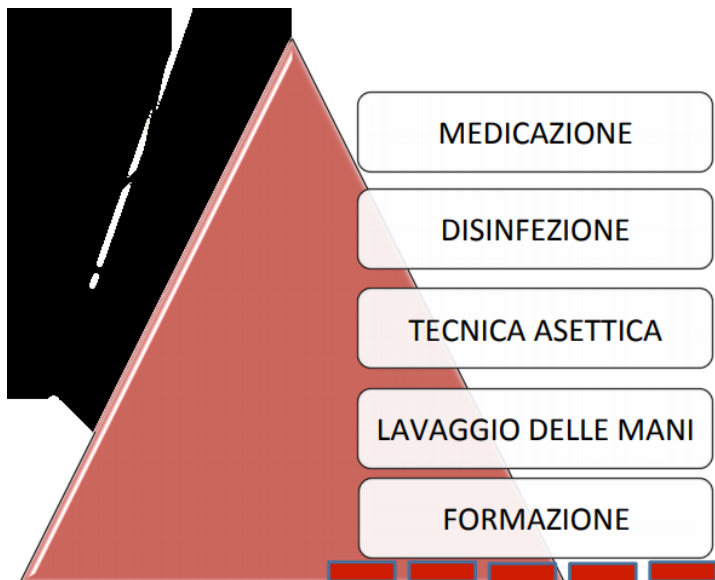 MEDICAZIONE
DISINFEZIONE
TECNICA ASETTICA
LAVAGGIO DELLE MANI
FORMAZIONE